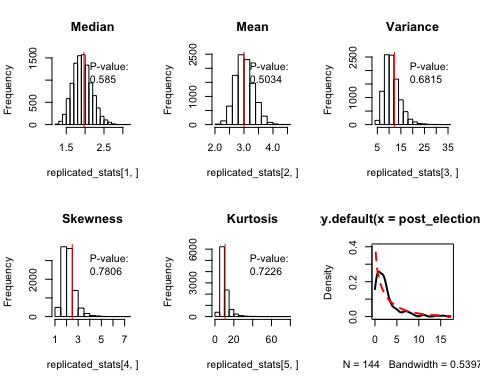 Median
Mean
Variance
Frequency
0
500
1500
P-value:
0.585
1.5
2.5
replicated_stats[1, ]
Frequency
0
1000
2500
P-value:
0.5034
2.0
3.0
4.0
replicated_stats[2, ]
Frequency
0
1000
2500
P-value:
0.6815
5
15
25
35
replicated_stats[3, ]
Skewness
Kurtosis
y.default(x = post_election
Frequency
0
2000
P-value:
0.7806
1
3
5
7
replicated_stats[4, ]
Frequency
0
2000
6000
P-value:
0.7226
0
20
60
replicated_stats[5, ]
Density
0.0
0.2
0.4
0
5
10
15
N = 144 Bandwidth = 0.5397